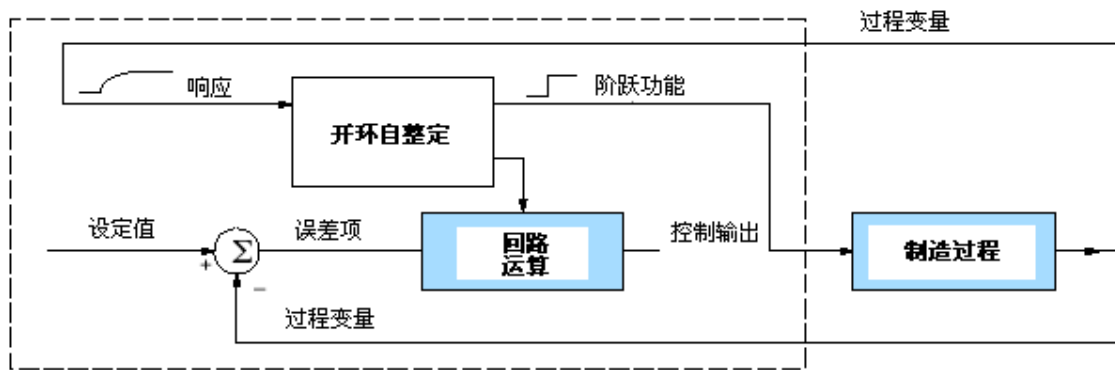 过程变量
响应
阶跃功能
开环自整定
设定值
误差项
回路
运算
控制输出
制造过程
+
Σ
−
过程变量